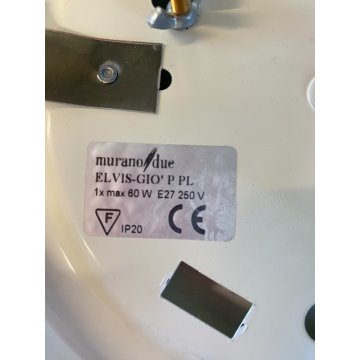 murano due
ELVIS-GIO' P PL
1x max 60 W E27 250 V
F
IP20
CE